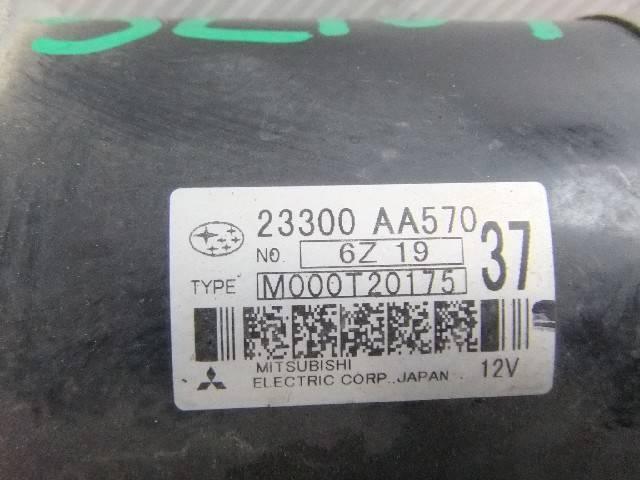 23300 AA570
NO. 6Z 19
37
TYPE M000T20175
MITSUBISHI
ELECTRIC CORP., JAPAN 12V